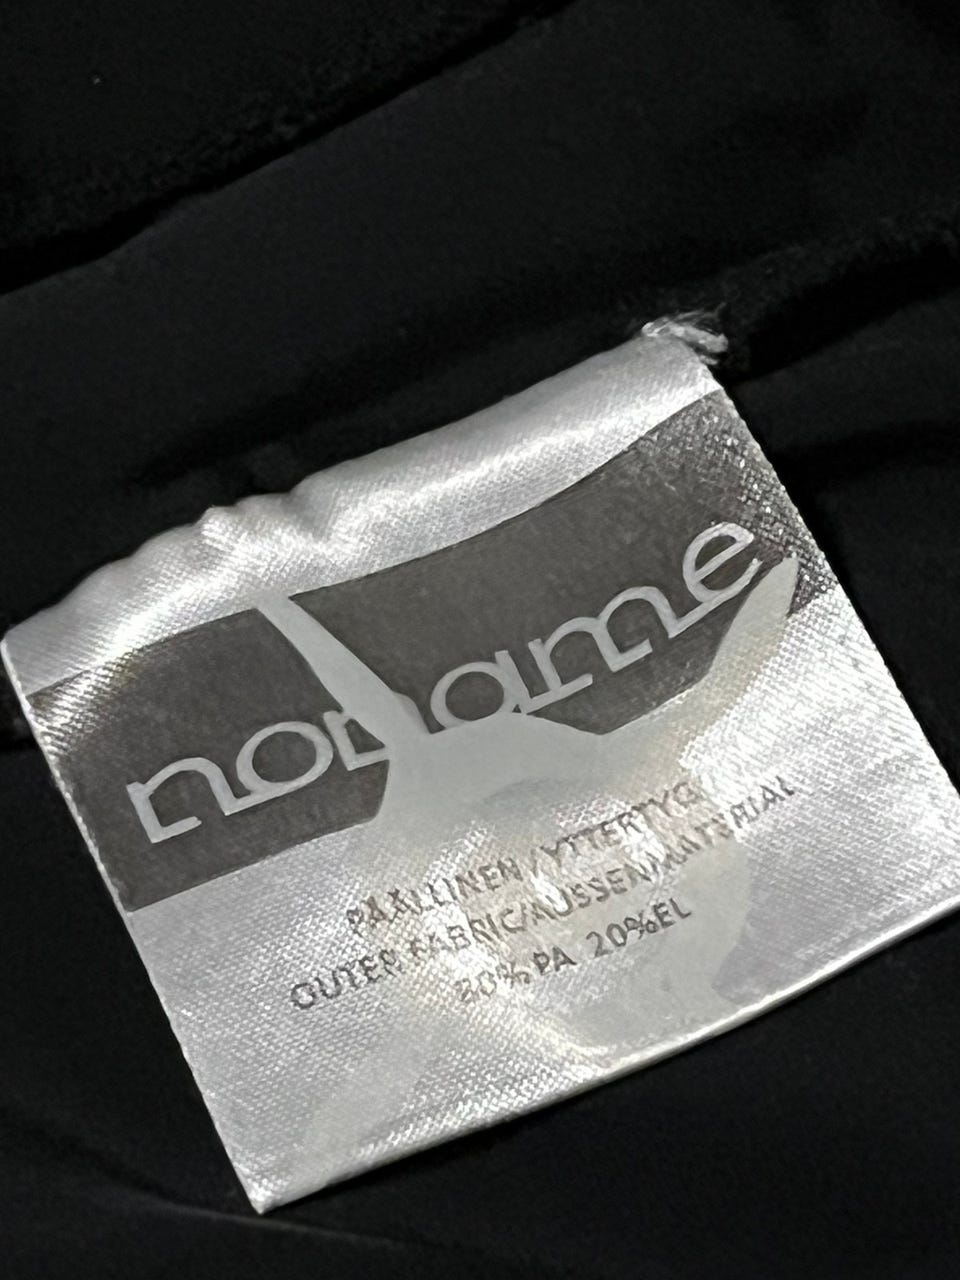 noname
PÄÄLLINEN/YTTERTYG
OUTER FABRIC/AUSSENMATERIAL
80% PA 20%EL